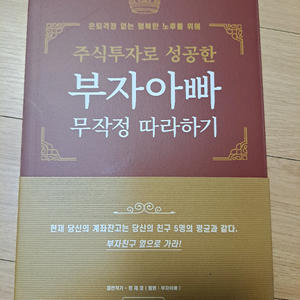 은퇴걱정 없는 행복한 노후를 위해
주식투자로 성공한
부자아빠
무작정 따라하기
현재 당신의 계좌잔고는 당신의 친구 5명의 평균과 같다.
부자친구 옆으로 가라!